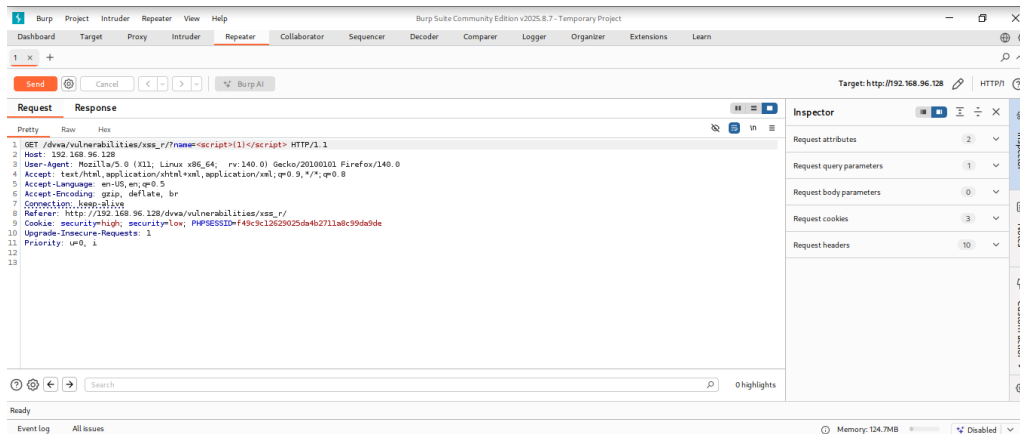 Burp Project Intruder Repeater View Help Burp Suite Community Edition v2025.8.7 - Temporary Project
Dashboard Target Proxy Intruder Repeater Collaborator Sequencer Decoder Comparer Logger Organizer Extensions Learn
1 × +
Send Cancel < > Burp AI Target: http://192.168.96.128 HTTP/1
Request Response Inspector
Pretty Raw Hex \n
1 GET /dvwa/vulnerabilities/xss_r/?name=<script>(1)</script> HTTP/1.1
2 Host: 192.168.96.128
3 User-Agent: Mozilla/5.0 (X11; Linux x86_64; rv:140.0) Gecko/20100101 Firefox/140.0
4 Accept: text/html,application/xhtml+xml,application/xml;q=0.9,*/*;q=0.8
5 Accept-Language: en-US,en;q=0.5
6 Accept-Encoding: gzip, deflate, br
7 Connection: keep-alive
8 Referer: http://192.168.96.128/dvwa/vulnerabilities/xss_r/
9 Cookie: security=high; security=low; PHPSESSID=f49c9c12629025da4b2711a8c99da9de
10 Upgrade-Insecure-Requests: 1
11 Priority: u=0, i
12
13
Request attributes 2
Request query parameters 1
Request body parameters 0
Request cookies 3
Request headers 10
Inspector
Notes
Search 0 highlights
Ready
Event log All issues Memory: 124.7MB Disabled